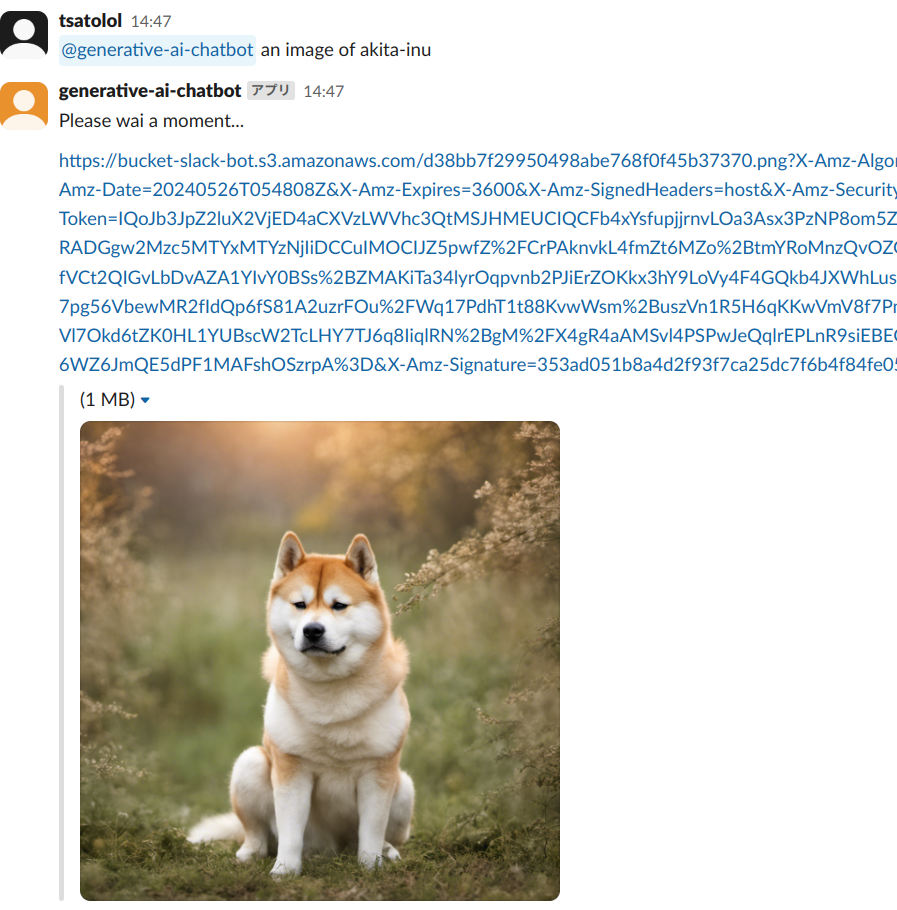 tsatolol 14:47
@generative-ai-chatbot an image of akita-inu
generative-ai-chatbot アプリ 14:47
Please wai a moment...
https://bucket-slack-bot.s3.amazonaws.com/d38bb7f29950498abe768f0f45b37370.png?X-Amz-Algor
Amz-Date=20240526T054808Z&X-Amz-Expires=3600&X-Amz-SignedHeaders=host&X-Amz-Security
Token=IQoJb3JpZ2luX2VjED4aCXVzLWVhc3QtMSJHMEUCIQCFb4xYsfupjjrnvLOa3Asx3PzNP8om5Z
RADGgw2Mzc5MTYxMTYzNjIiDCCuIMOCIJZ5pwfZ%2FCrPAknvkL4fmZt6MZo%2BtmYRoMnzQvOZ
fVCt2QIGvLbDvAZA1YIvY0BSs%2BZMAKiTa34lyrOqpvnb2PJiErZOKkx3hY9LoVy4F4GQkb4JXWhLus
7pg56VbewMR2fIdQp6fS81A2uzrFOu%2FWq17PdhT1t88KvwWsm%2BuszVn1R5H6qKKwVmV8f7P
Vl7Okd6tZK0HL1YUBscW2TcLHY7TJ6q8IiqlRN%2BgM%2FX4gR4aAMSvl4PSPwJeQqlrEPLnR9siEBE
6WZ6JmQE5dPF1MAFshOSzrpA%3D&X-Amz-Signature=353ad051b8a4d2f93f7ca25dc7f6b4f84fe05
(1 MB)